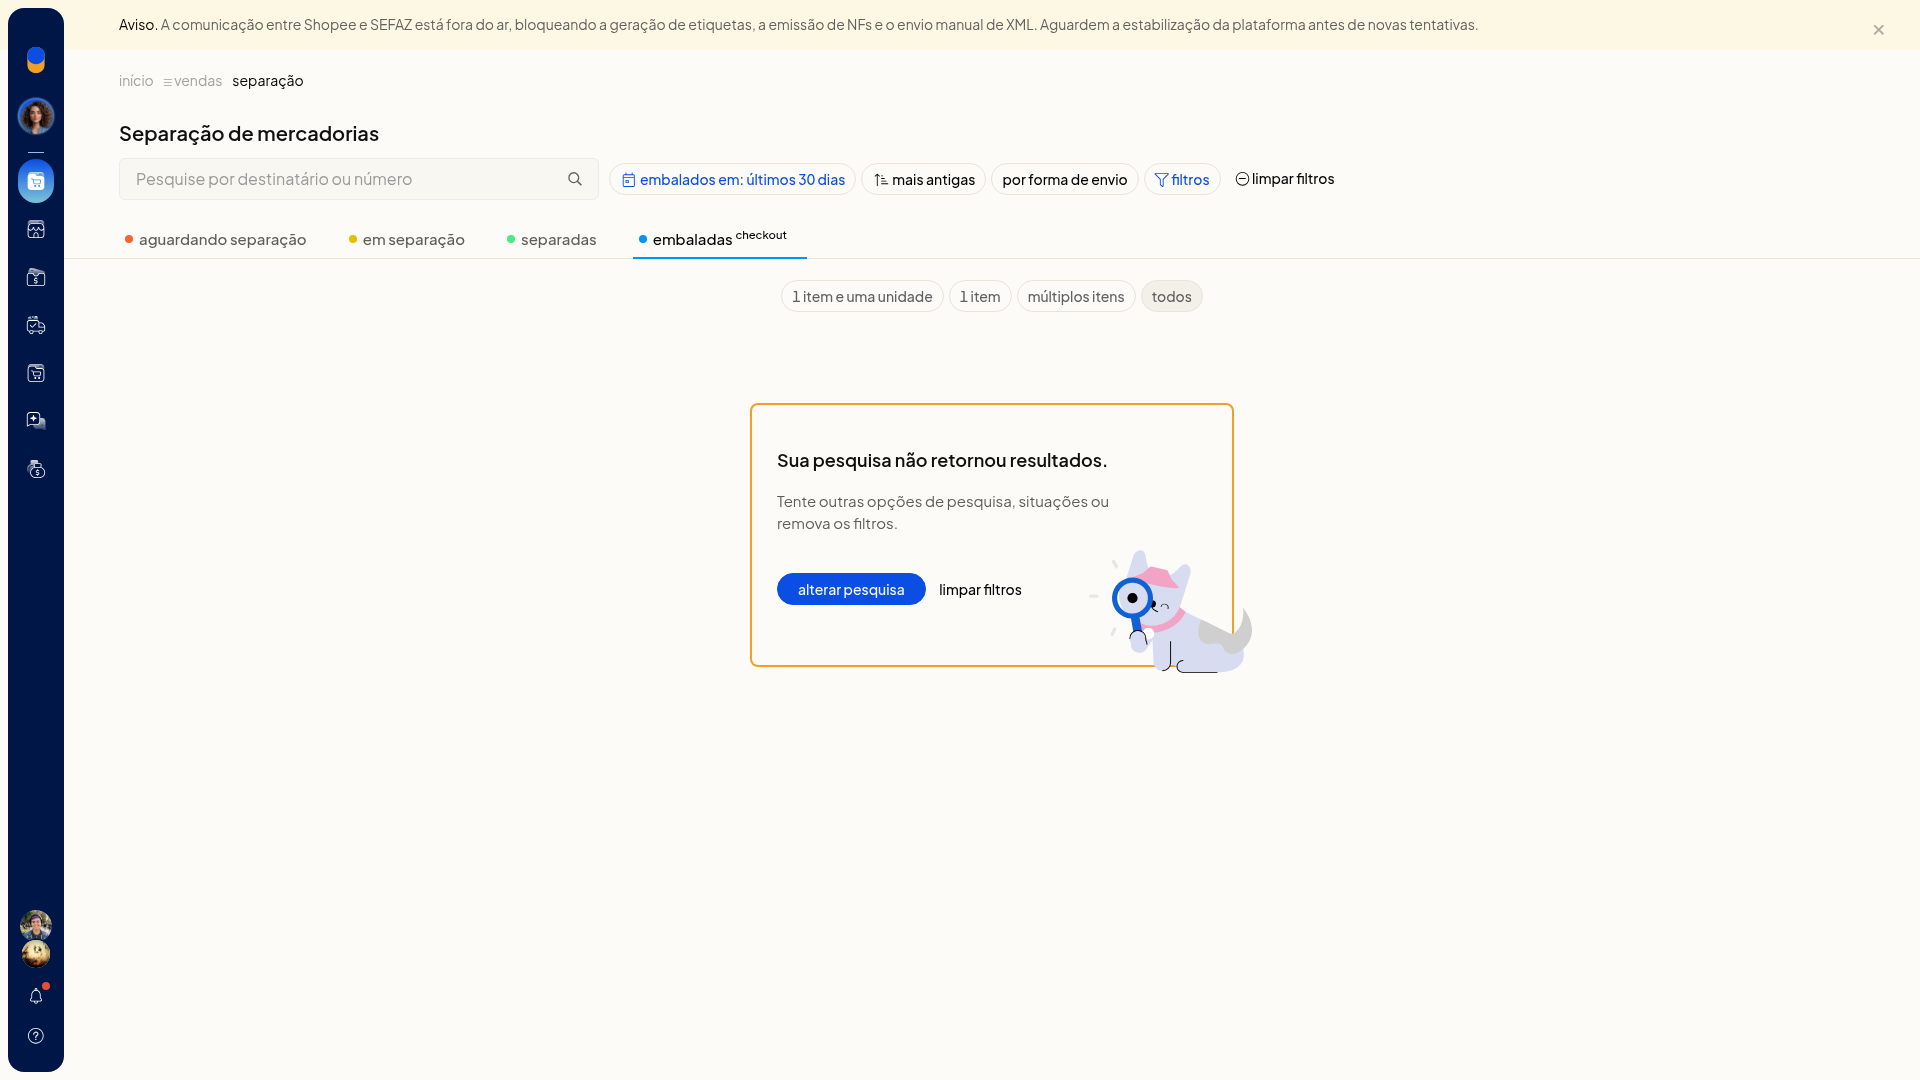 Aviso. A comunicação entre Shopee e SEFAZ está fora do ar, bloqueando a geração de etiquetas, a emissão de NFs e o envio manual de XML. Aguardem a estabilização da plataforma antes de novas tentativas.
início vendas separação
Separação de mercadorias
Pesquise por destinatário ou número
embalados em: últimos 30 dias
mais antigas
por forma de envio
filtros
limpar filtros
aguardando separação
em separação
separadas
embaladas checkout
1 item e uma unidade
1 item
múltiplos itens
todos
Sua pesquisa não retornou resultados.
Tente outras opções de pesquisa, situações ou
remova os filtros.
alterar pesquisa
limpar filtros